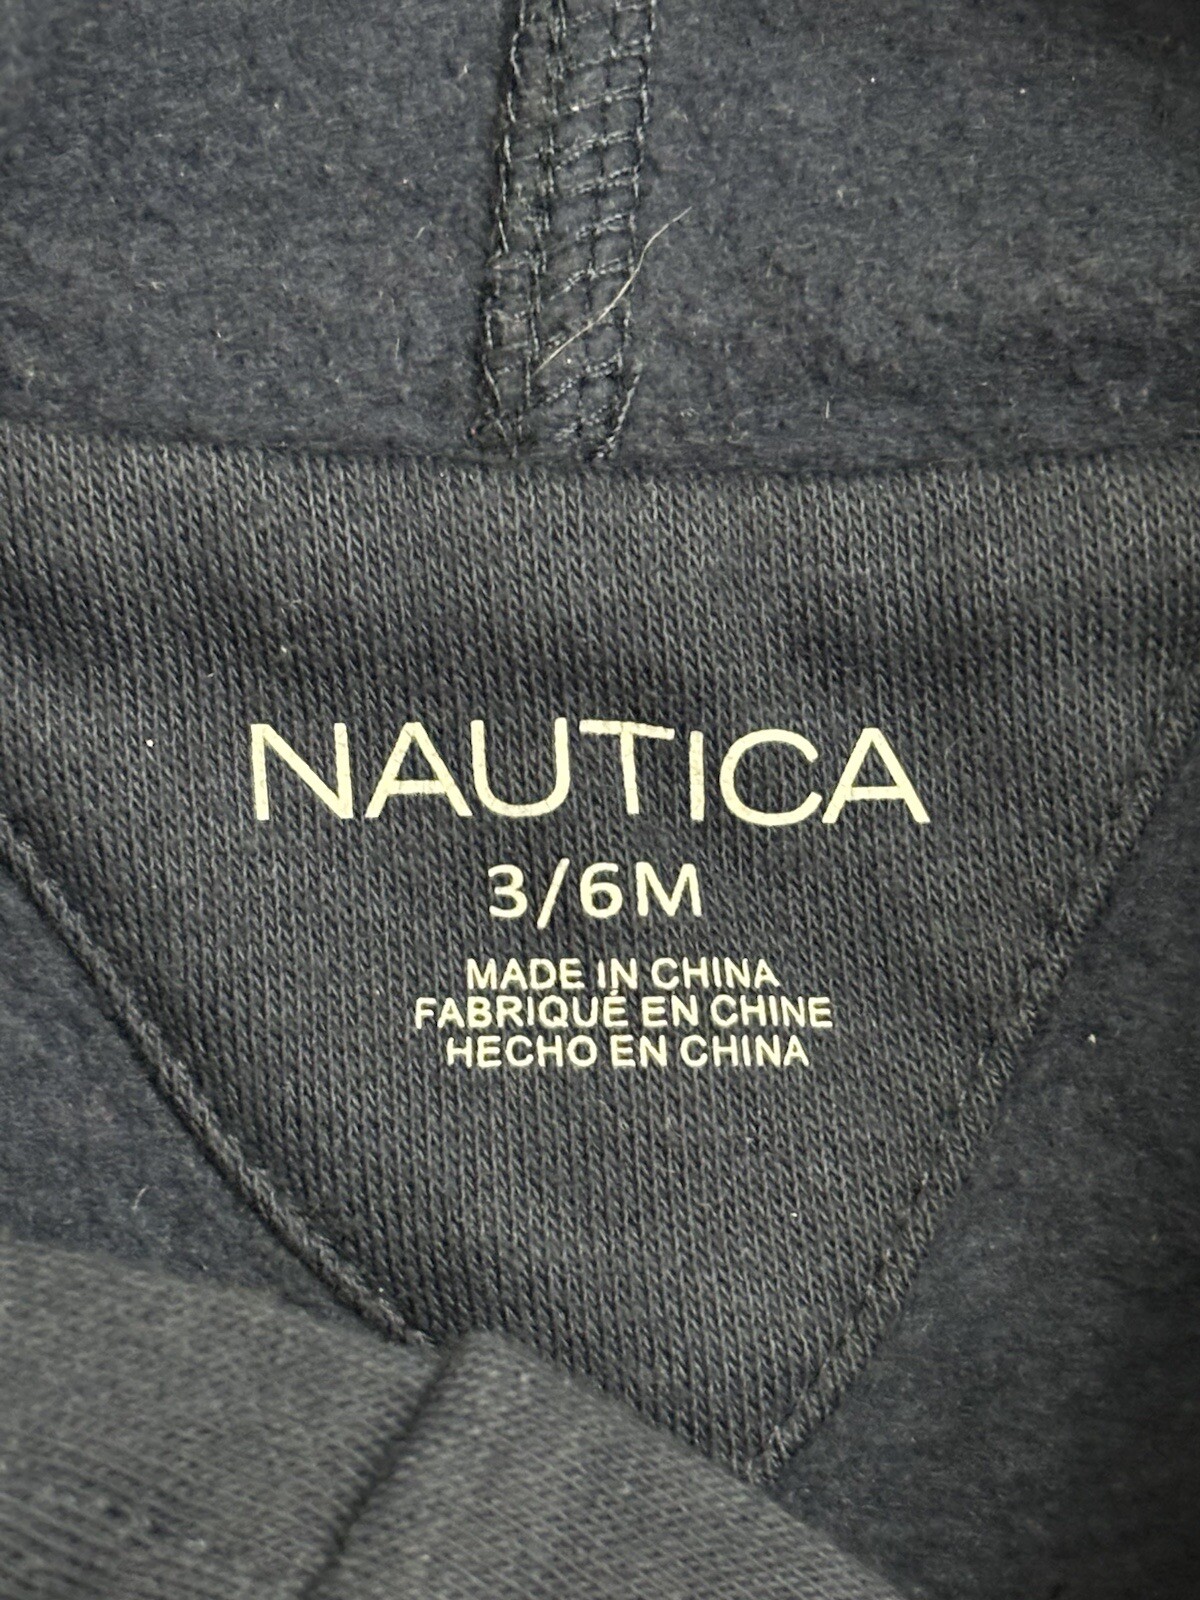 NAUTICA
3/6M
MADE IN CHINA
FABRIQUÉ EN CHINE
HECHO EN CHINA